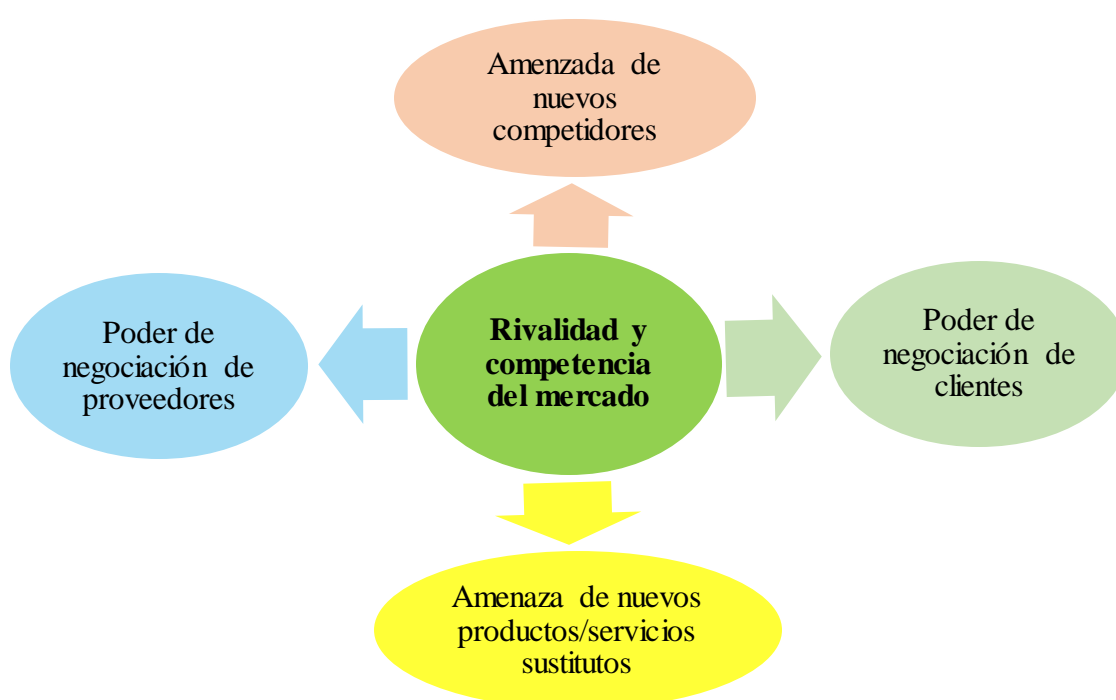 Amenzada de
nuevos
competidores
Poder de
negociación de
proveedores
Rivalidad y
competencia
del mercado
Poder de
negociación de
clientes
Amenaza de nuevos
productos/servicios
sustitutos